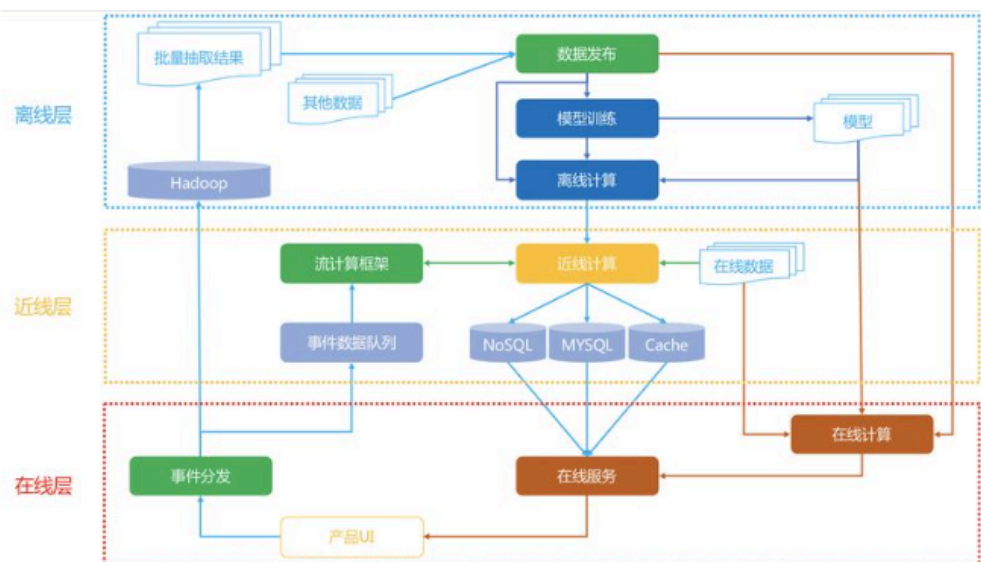 离线层
批量抽取结果
其他数据
数据发布
模型训练
模型
离线计算
Hadoop
近线层
流计算框架
近线计算
在线数据
事件数据队列
NoSQL
MYSQL
Cache
在线层
在线计算
事件分发
在线服务
产品UI